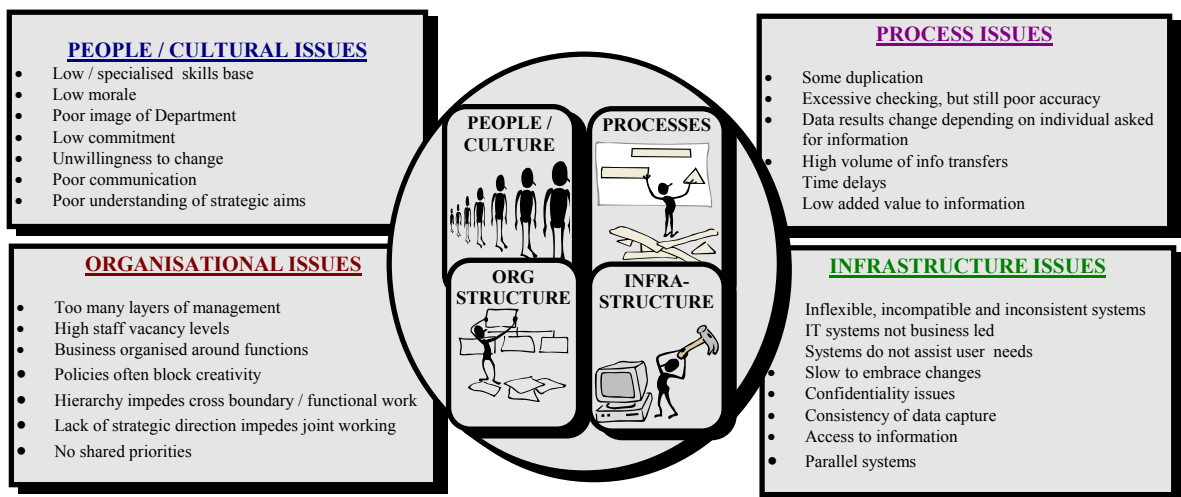 PEOPLE / CULTURAL ISSUES
• Low / specialised skills base
• Low morale
• Poor image of Department
• Low commitment
• Unwillingness to change
• Poor communication
• Poor understanding of strategic aims
ORGANISATIONAL ISSUES
• Too many layers of management
• High staff vacancy levels
• Business organised around functions
• Policies often block creativity
• Hierarchy impedes cross boundary / functional work
• Lack of strategic direction impedes joint working
• No shared priorities
PEOPLE /
CULTURE
PROCESSES
ORG
STRUCTURE
INFRA-
STRUCTURE
PROCESS ISSUES
• Some duplication
• Excessive checking, but still poor accuracy
• Data results change depending on individual asked
for information
• High volume of info transfers
Time delays
Low added value to information
INFRASTRUCTURE ISSUES
Inflexible, incompatible and inconsistent systems
IT systems not business led
Systems do not assist user needs
• Slow to embrace changes
• Confidentiality issues
• Consistency of data capture
• Access to information
• Parallel systems